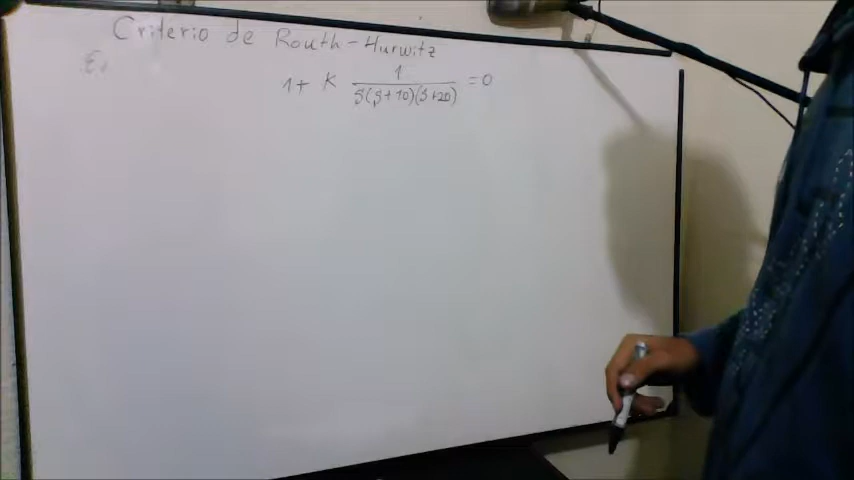 Criterio de Routh-Hurwitz
1 + K 1 / S(S+10)(S+20) = 0